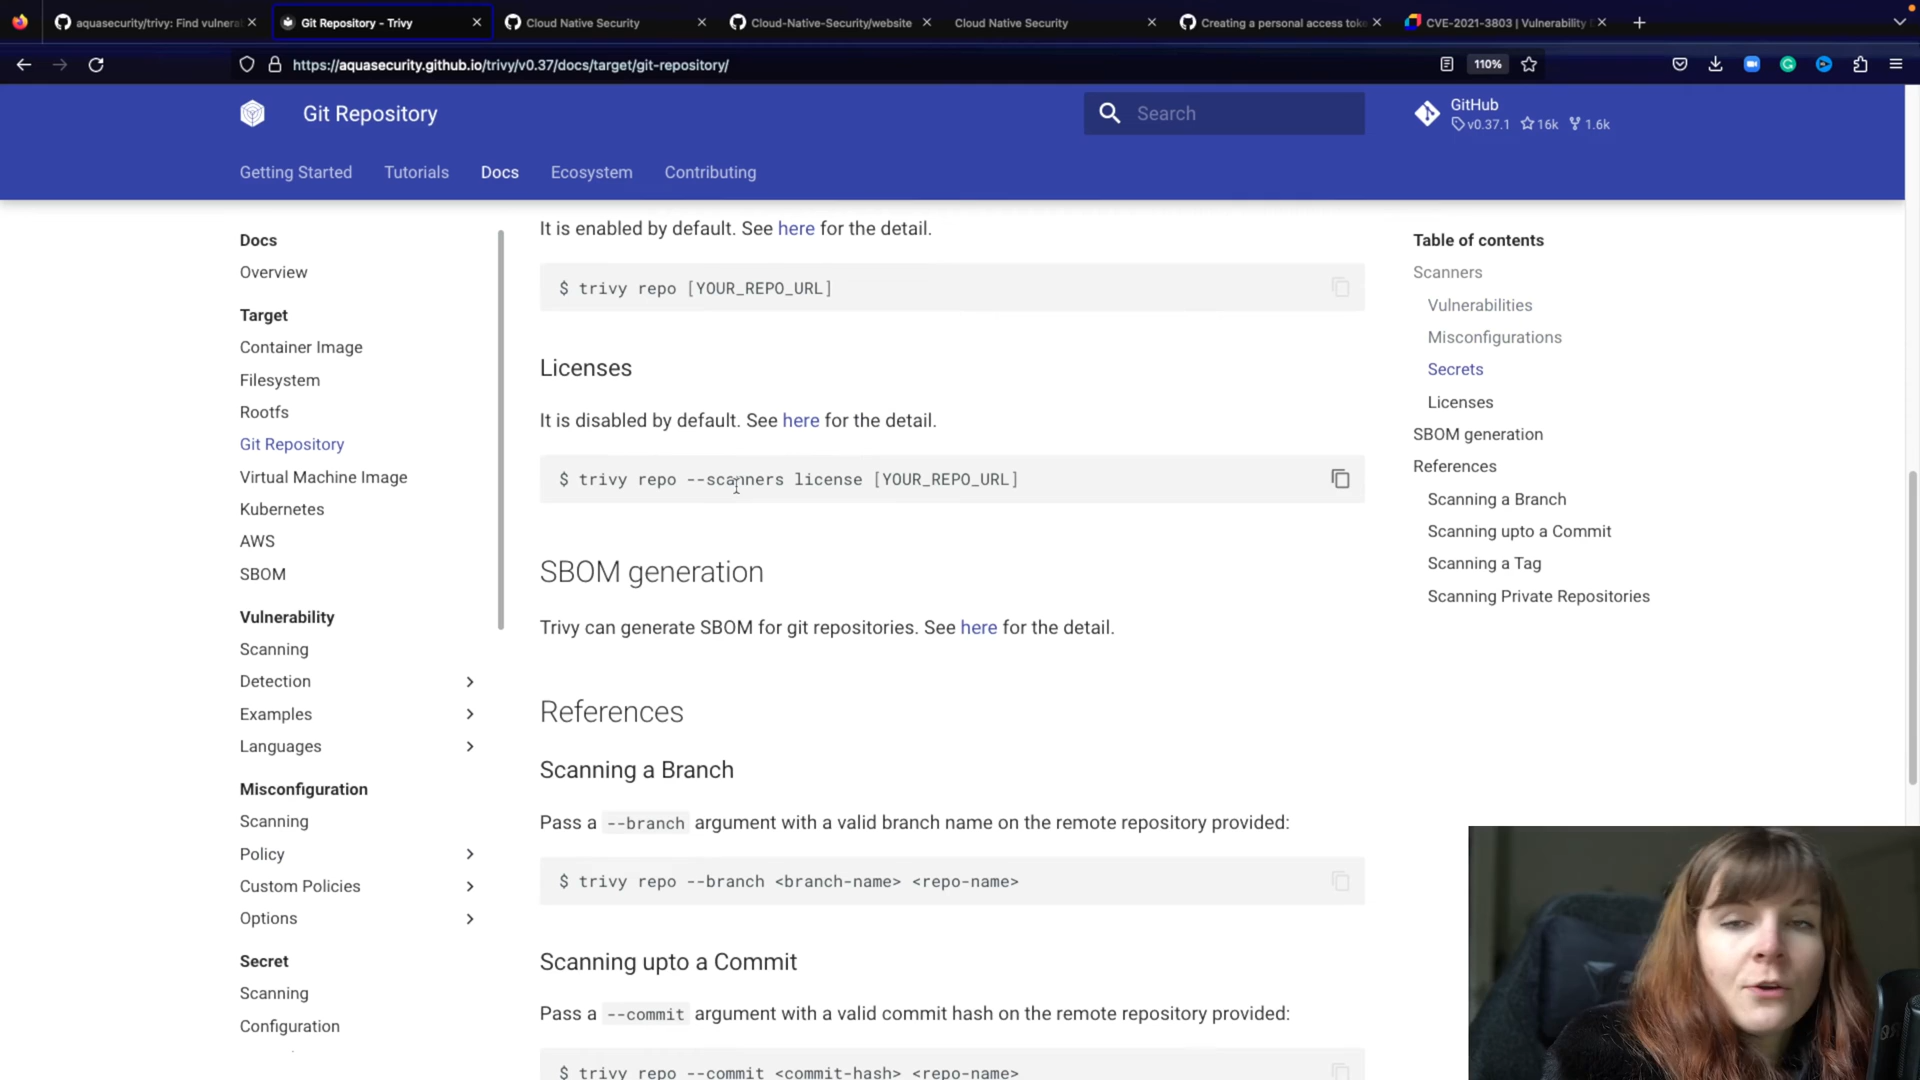 aquasecurity/trivy: Find vulnera
Git Repository - Trivy
Cloud Native Security
Cloud-Native-Security/website
Cloud Native Security
Creating a personal access toke
CVE-2021-3803 | Vulnerability
https://aquasecurity.github.io/trivy/v0.37/docs/target/git-repository/
110%
Git Repository
Search
GitHub
v0.37.1 16k 1.6k
Getting Started Tutorials Docs Ecosystem Contributing
Docs
Overview
Target
Container Image
Filesystem
Rootfs
Git Repository
Virtual Machine Image
Kubernetes
AWS
SBOM
Vulnerability
Scanning
Detection
Examples
Languages
Misconfiguration
Scanning
Policy
Custom Policies
Options
Secret
Scanning
Configuration
It is enabled by default. See here for the detail.
$ trivy repo [YOUR_REPO_URL]
Licenses
It is disabled by default. See here for the detail.
$ trivy repo --scanners license [YOUR_REPO_URL]
SBOM generation
Trivy can generate SBOM for git repositories. See here for the detail.
References
Scanning a Branch
Pass a --branch argument with a valid branch name on the remote repository provided:
$ trivy repo --branch <branch-name> <repo-name>
Scanning upto a Commit
Pass a --commit argument with a valid commit hash on the remote repository provided:
$ trivy repo --commit <commit-hash> <repo-name>
Table of contents
Scanners
Vulnerabilities
Misconfigurations
Secrets
Licenses
SBOM generation
References
Scanning a Branch
Scanning upto a Commit
Scanning a Tag
Scanning Private Repositories